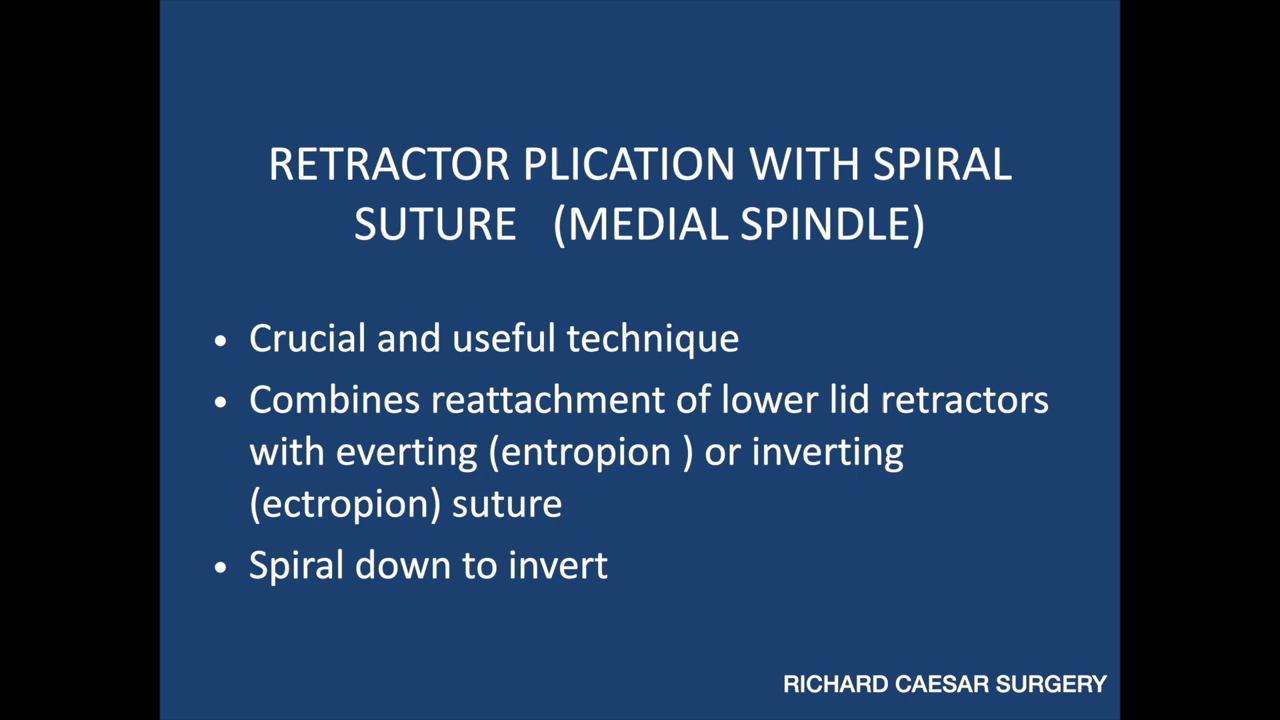 RETRACTOR PLICATION WITH SPIRAL
SUTURE (MEDIAL SPINDLE)
• Crucial and useful technique
• Combines reattachment of lower lid retractors
with everting (entropion ) or inverting
(ectropion) suture
• Spiral down to invert
RICHARD CAESAR SURGERY